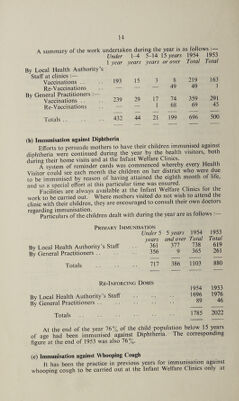 14
A summary of the work undertaken during the year is as follows :—
Under 1–4 5–14 15 years 1954 1953
1 year years years or over Total Total
By Local Health Authority's
Staff at clinics :—
Vaccinations .. 193 15 3 8 219 163
Re-Vaccinations — — — 49 49 3
By General Practitioners :—
Vaccinations .. 239 29 17 74 359 291
Re-Vaccinations — — 1 68 69 43
Totals .. 432 44 21 199 696 500
(b) Immunisation against Diphtheria
Efforts to persuade mothers to have their children immunised against
diphtheria were continued during the year by the health visitors, both
during their home visits and at the Infant Welfare Clinics.
A system of reminder cards was commenced whereby every Health
Visitor could see each month the children on her district who were due
to be immunised by reason of having attained the eighth month of life,
and so a special effort at this particular time was ensured.
Facilities are always available at the Infant Welfare Clinics for the
work to be carried out. Where mothers visited do not wish to attend the
clinic with their children, they are encouraged to consult their own doctors
regarding immunisation.
Particulars of the children dealt with during the year are as follows :—
Primary Immunisation
Under 5 5 years 1954 1953
years and over Total Total
By Local Health Authority's Staff .. 361 377 738 619
By General Practitioners .. 356 9 365 261
Totals 717 386 1103 880
Re-Inforcing Doses
1954 1953
By Local Health Authority's Staff .. 1696 1976
By General Practitioners .. 89 46
Totals .. 1785 2022
At the end of the year 76% of the child population below 15 years
of age had been immunised against Diphtheria. The corresponding
figure at the end of 1953 was also 76%.
(c) Immunisation against Whooping Cough
It has been the practice in previous years for immunisation against
whooping cough to be carried out at the Infant Welfare Clinics only at